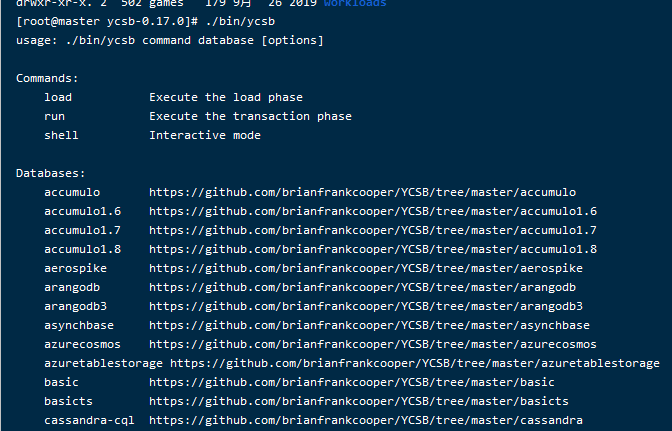 drwxr-xr-x. 2  502 games   179 9月  26 2019 workloads
[root@master ycsb-0.17.0]# ./bin/ycsb
usage: ./bin/ycsb command database [options]
Commands:
    load           Execute the load phase
    run            Execute the transaction phase
    shell          Interactive mode
Databases:
    accumulo       https://github.com/brianfrankcooper/YCSB/tree/master/accumulo
    accumulo1.6    https://github.com/brianfrankcooper/YCSB/tree/master/accumulo1.6
    accumulo1.7    https://github.com/brianfrankcooper/YCSB/tree/master/accumulo1.7
    accumulo1.8    https://github.com/brianfrankcooper/YCSB/tree/master/accumulo1.8
    aerospike      https://github.com/brianfrankcooper/YCSB/tree/master/aerospike
    arangodb       https://github.com/brianfrankcooper/YCSB/tree/master/arangodb
    arangodb3      https://github.com/brianfrankcooper/YCSB/tree/master/arangodb3
    asynchbase     https://github.com/brianfrankcooper/YCSB/tree/master/asynchbase
    azurecosmos    https://github.com/brianfrankcooper/YCSB/tree/master/azurecosmos
    azuretablestorage https://github.com/brianfrankcooper/YCSB/tree/master/azuretablestorage
    basic          https://github.com/brianfrankcooper/YCSB/tree/master/basic
    basicts        https://github.com/brianfrankcooper/YCSB/tree/master/basicts
    cassandra-cql  https://github.com/brianfrankcooper/YCSB/tree/master/cassandra